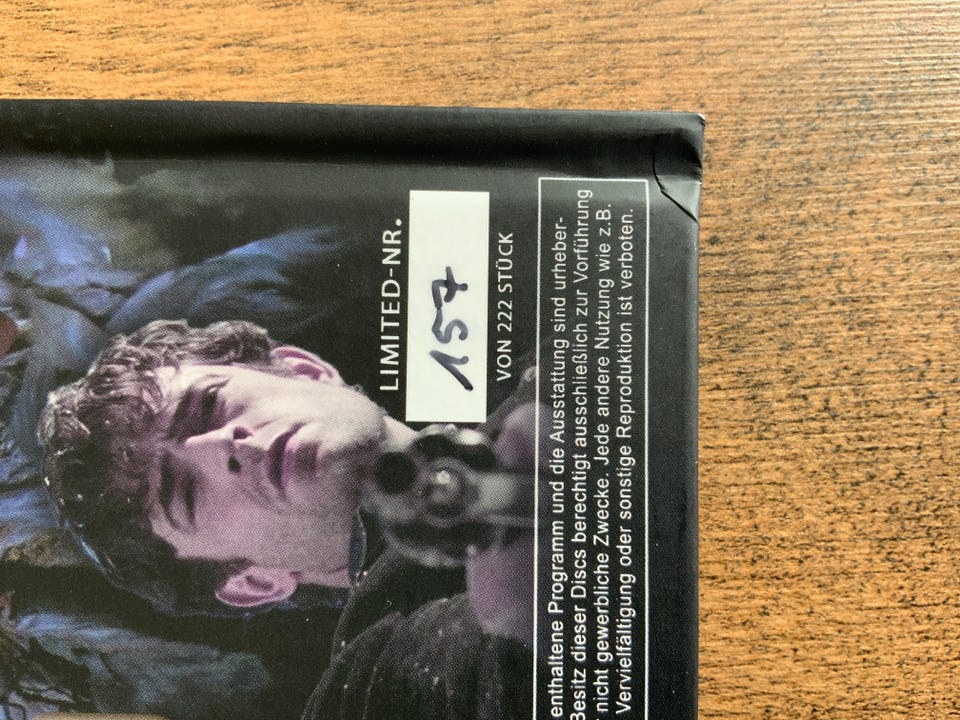 LIMITED-NR.
157
VON 222 STÜCK
enthaltene Programm und die Ausstattung sind urheber-
Besitz dieser Discs berechtigt ausschließlich zur Vorführung
nicht gewerbliche Zwecke. Jede andere Nutzung wie z.B.
Vervielfältigung oder sonstige Reproduktion ist verboten.